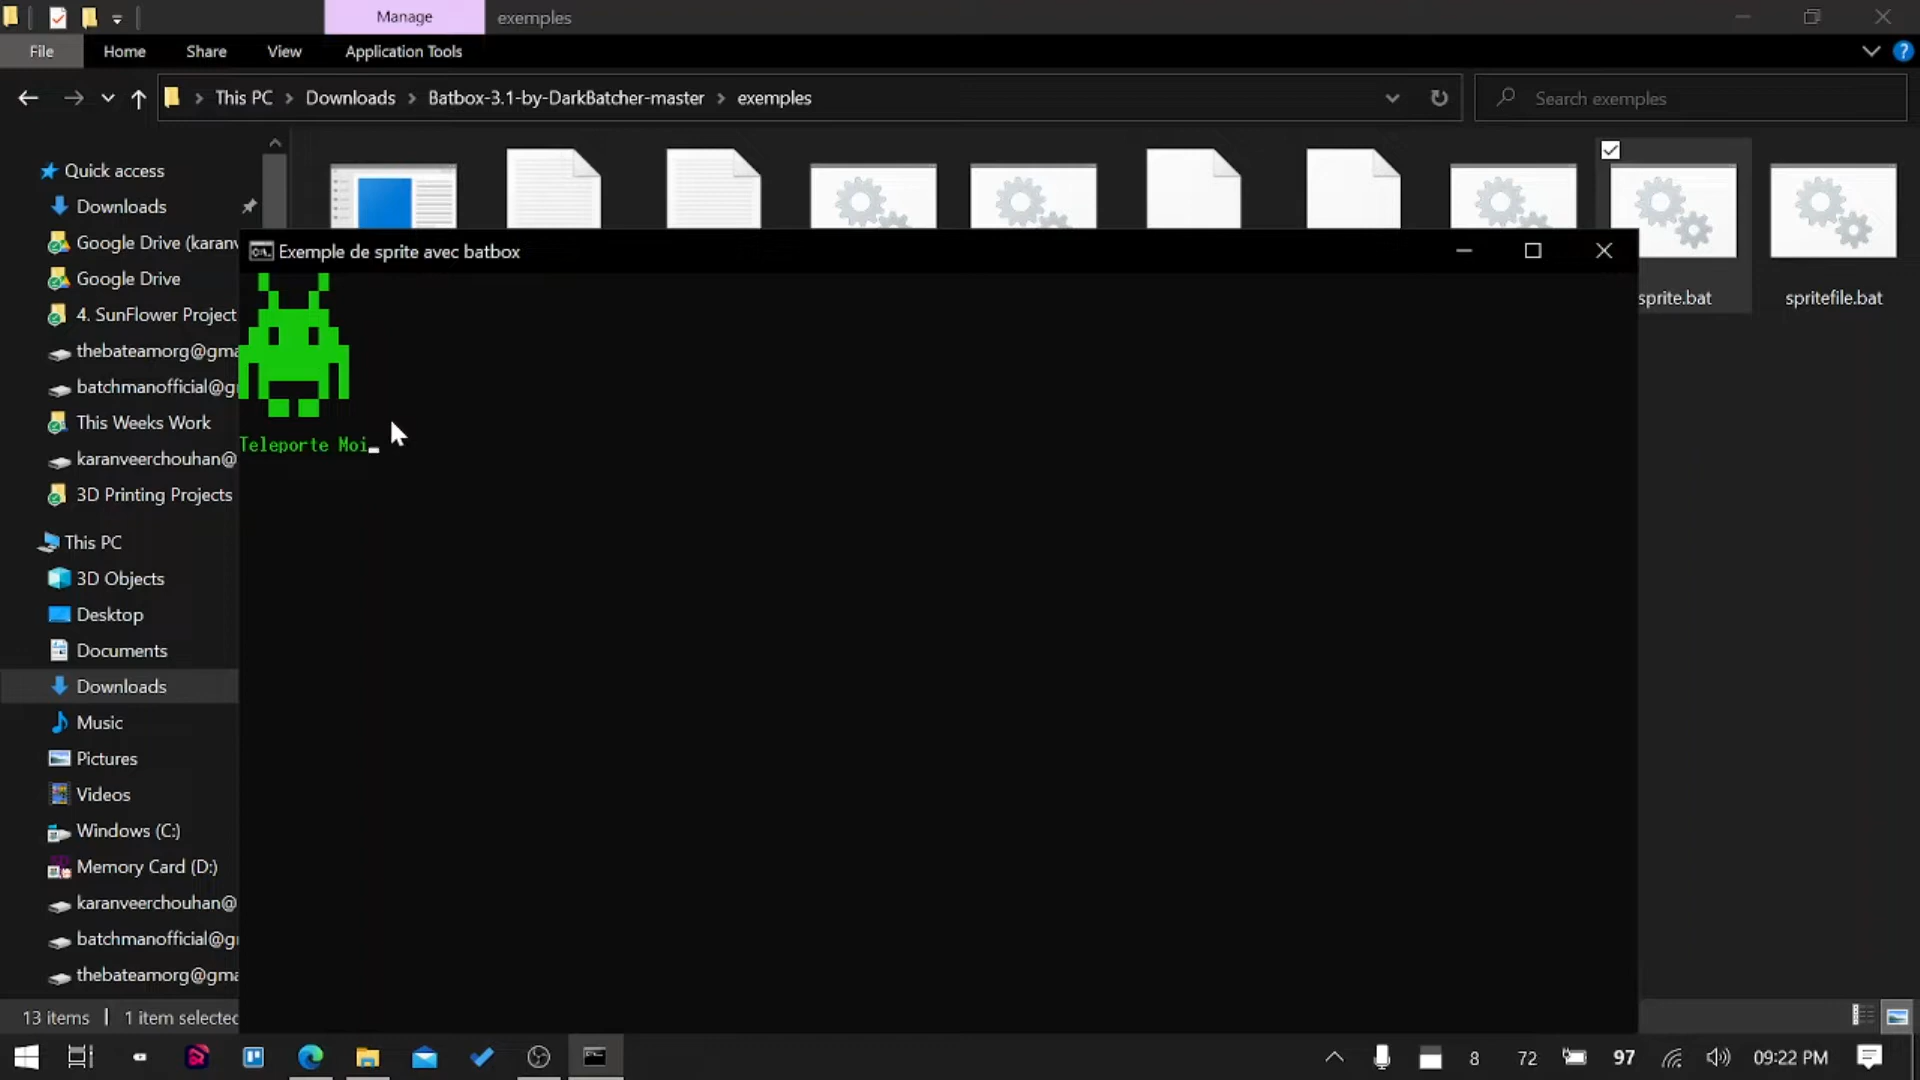 Manage
exemples
File
Home
Share
View
Application Tools
This PC
Downloads
Batbox-3.1-by-DarkBatcher-master
exemples
Search exemples
Quick access
Downloads
Google Drive (karanv
Google Drive
4. SunFlower Project
thebateamorg@gma
batchmanofficial@g
This Weeks Work
karanveerchouhan@
3D Printing Projects
This PC
3D Objects
Desktop
Documents
Downloads
Music
Pictures
Videos
Windows (C:)
Memory Card (D:)
karanveerchouhan@
batchmanofficial@g
thebateamorg@gma
sprite.bat
spritefile.bat
Exemple de sprite avec batbox
Teleporte Moi
13 items
1 item selected
8
72
97
09:22 PM